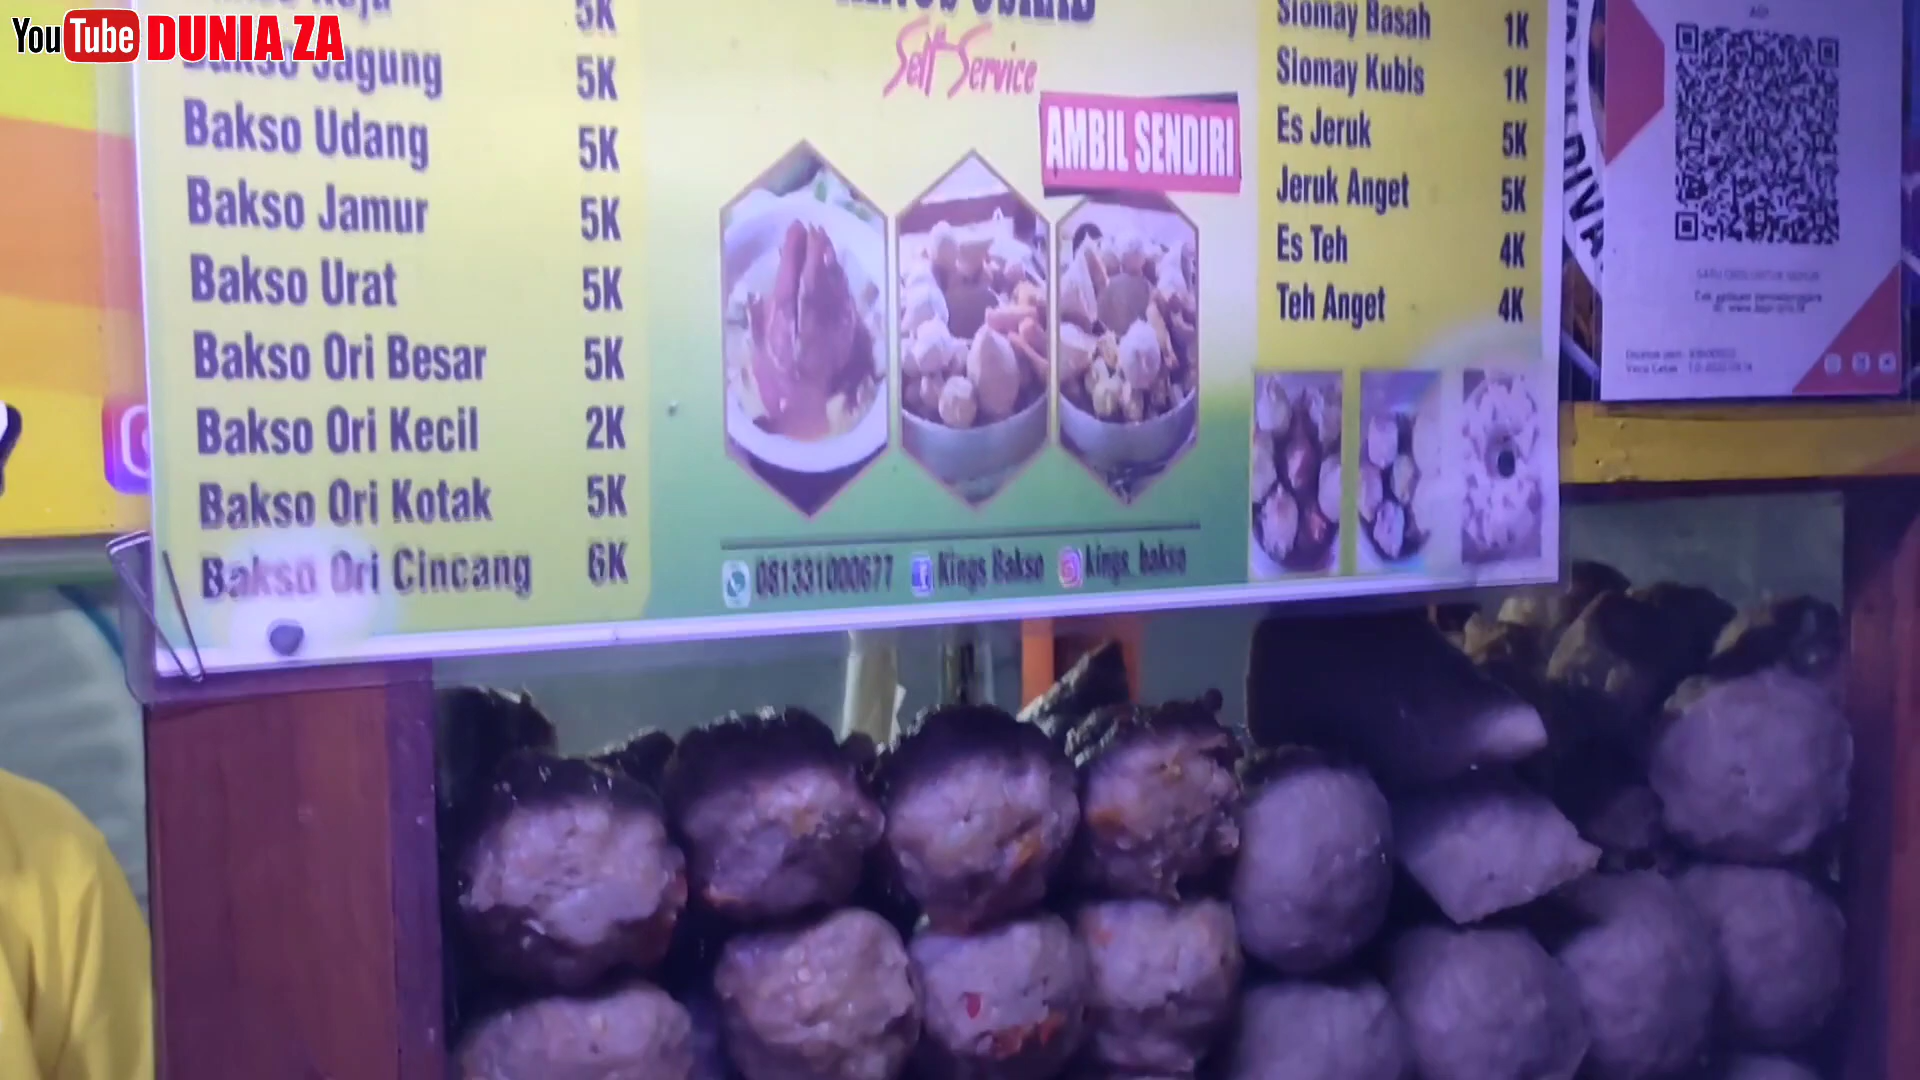 YouTube DUNIA ZA
5K
Bakso Jagung 5K
Bakso Udang 5K
Bakso Jamur 5K
Bakso Urat 5K
Bakso Ori Besar 5K
Bakso Ori Kecil 2K
Bakso Ori Kotak 5K
Bakso Ori Cincang 6K
Self Service
AMBIL SENDIRI
081331000677 Kings Bakso kings_bakso
Siomay Basah 1K
Siomay Kubis 1K
Es Jeruk 5K
Jeruk Anget 5K
Es Teh 4K
Teh Anget 4K